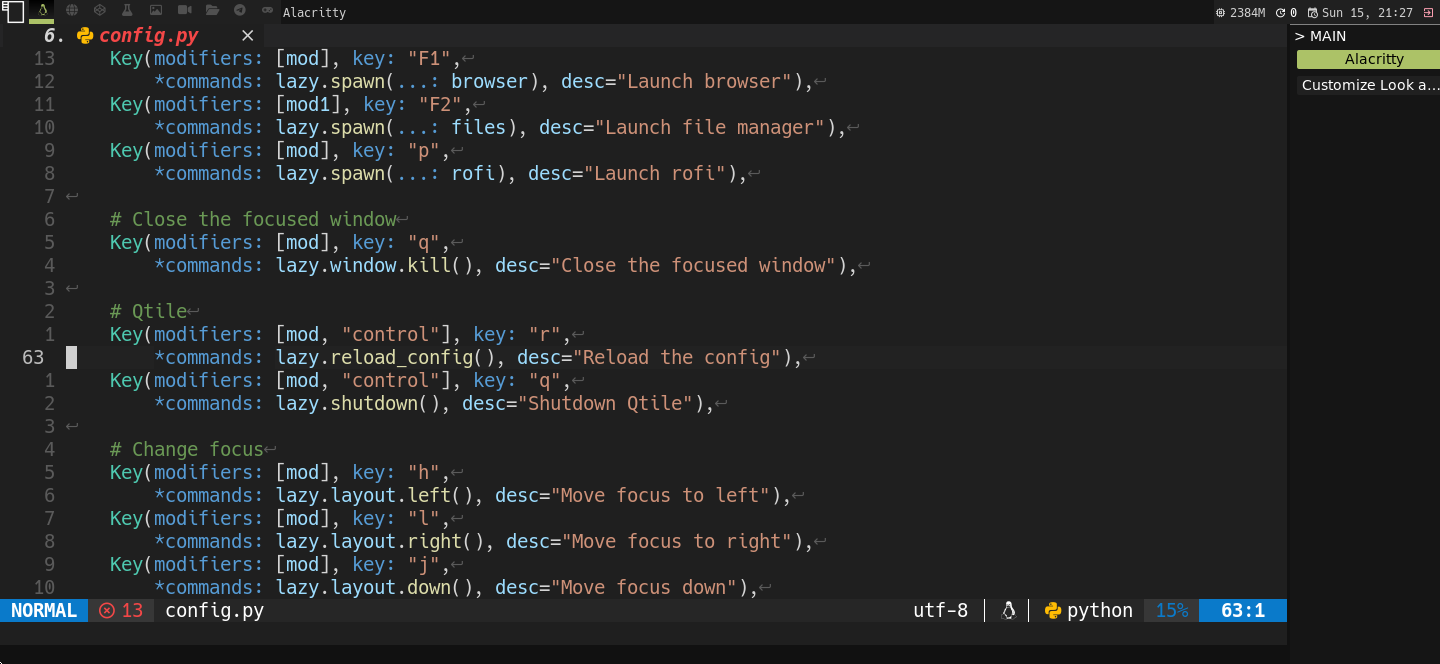 Alacritty
2384M 0 Sun 15, 21:27
6. config.py ×
> MAIN
Alacritty
Customize Look a...
13 Key(modifiers: [mod], key: "F1",↵
12 *commands: lazy.spawn(...: browser), desc="Launch browser"),↵
11 Key(modifiers: [mod1], key: "F2",↵
10 *commands: lazy.spawn(...: files), desc="Launch file manager"),↵
9 Key(modifiers: [mod], key: "p",↵
8 *commands: lazy.spawn(...: rofi), desc="Launch rofi"),↵
7 ↵
6 # Close the focused window↵
5 Key(modifiers: [mod], key: "q",↵
4 *commands: lazy.window.kill(), desc="Close the focused window"),↵
3 ↵
2 # Qtile↵
1 Key(modifiers: [mod, "control"], key: "r",↵
63 *commands: lazy.reload_config(), desc="Reload the config"),↵
1 Key(modifiers: [mod, "control"], key: "q",↵
2 *commands: lazy.shutdown(), desc="Shutdown Qtile"),↵
3 ↵
4 # Change focus↵
5 Key(modifiers: [mod], key: "h",↵
6 *commands: lazy.layout.left(), desc="Move focus to left"),↵
7 Key(modifiers: [mod], key: "l",↵
8 *commands: lazy.layout.right(), desc="Move focus to right"),↵
9 Key(modifiers: [mod], key: "j",↵
10 *commands: lazy.layout.down(), desc="Move focus down"),↵
NORMAL 13 config.py utf-8 | | python 15% 63:1